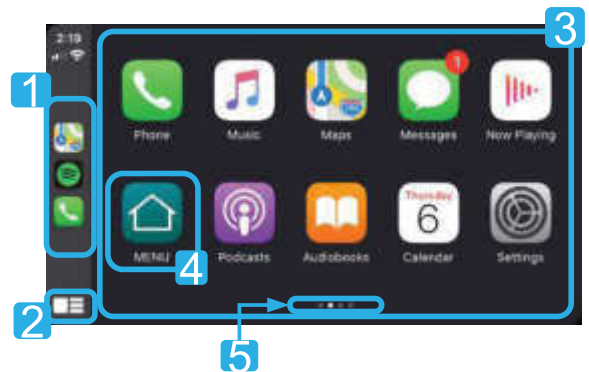 3
2:19
1
1
Phone Music Maps Messages Now Playing
Thursday
6
MENU Podcasts Audiobooks Calendar Settings
4
2
5